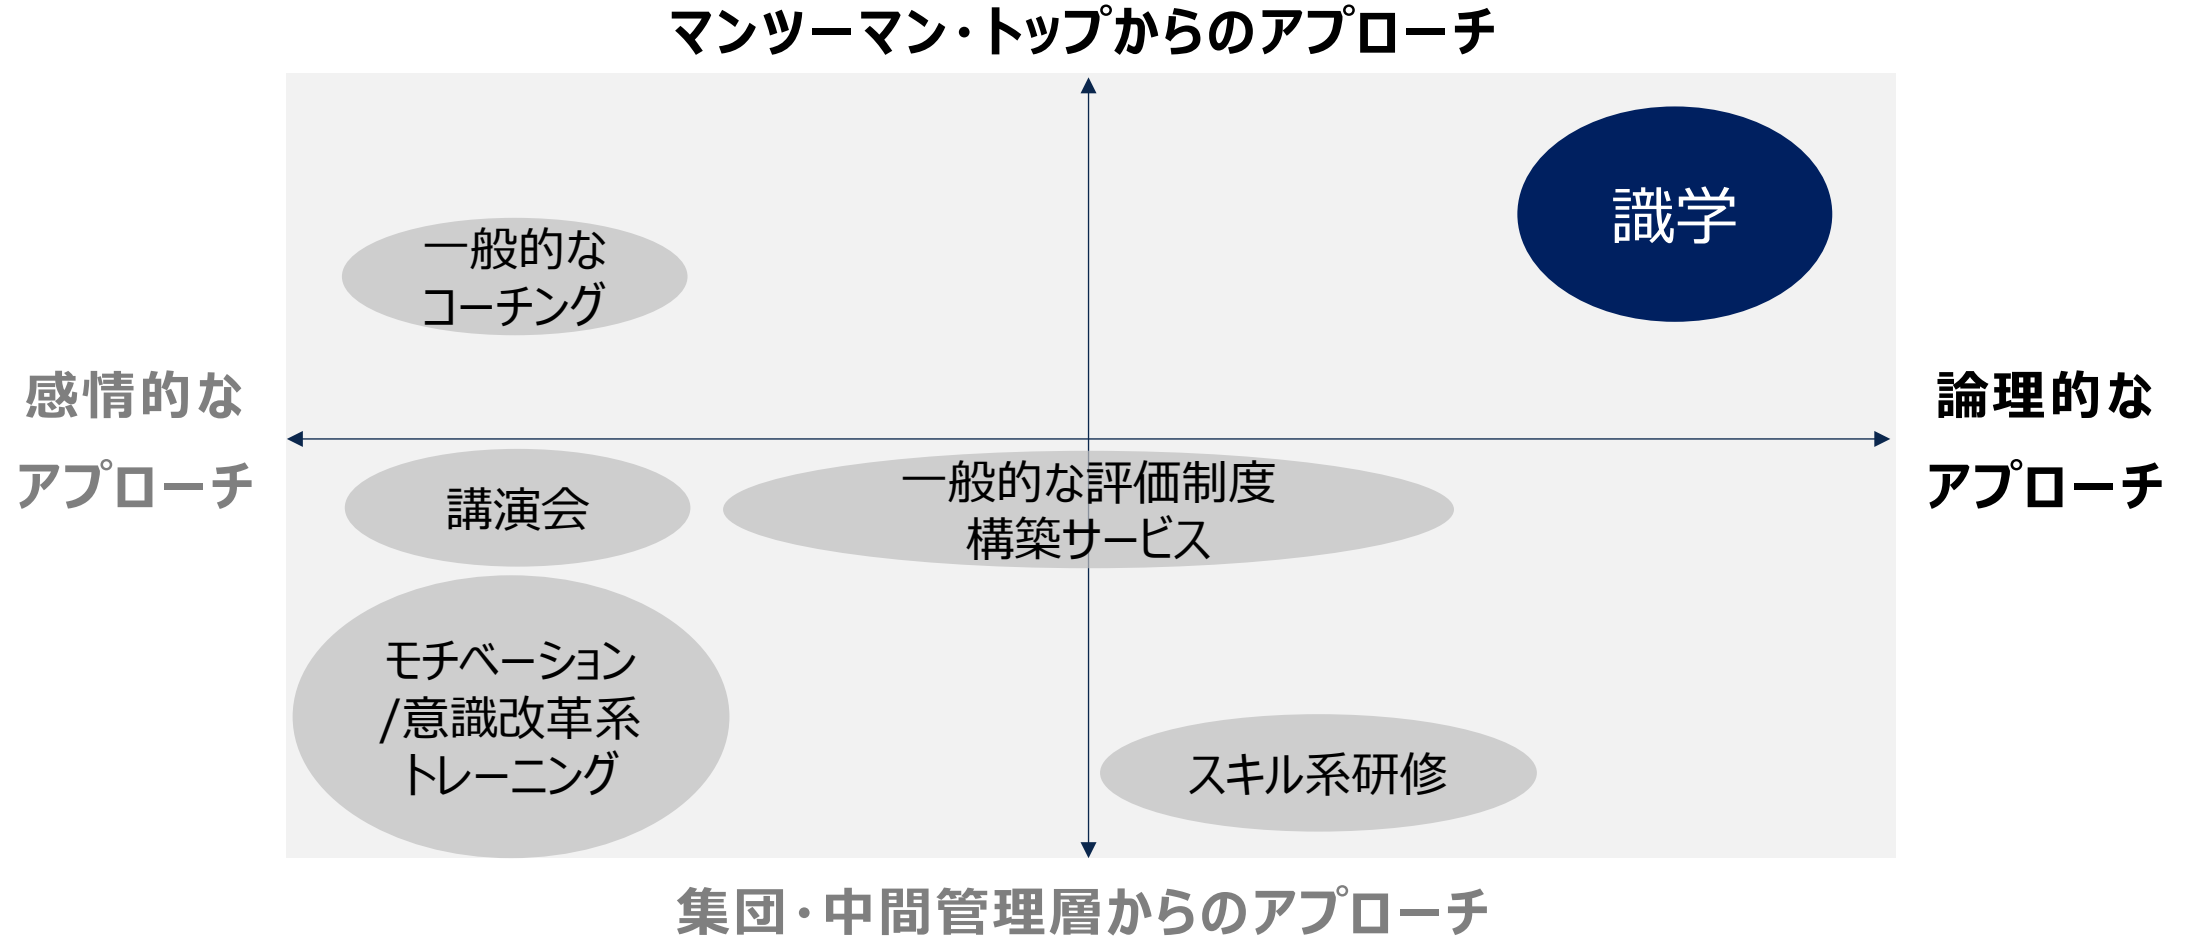 マンツーマン・トップからのアプローチ
識学
一般的な
コーチング
感情的な
アプローチ
論理的な
アプローチ
講演会
一般的な評価制度
構築サービス
モチベーション
/意識改革系
トレーニング
スキル系研修
集団・中間管理層からのアプローチ